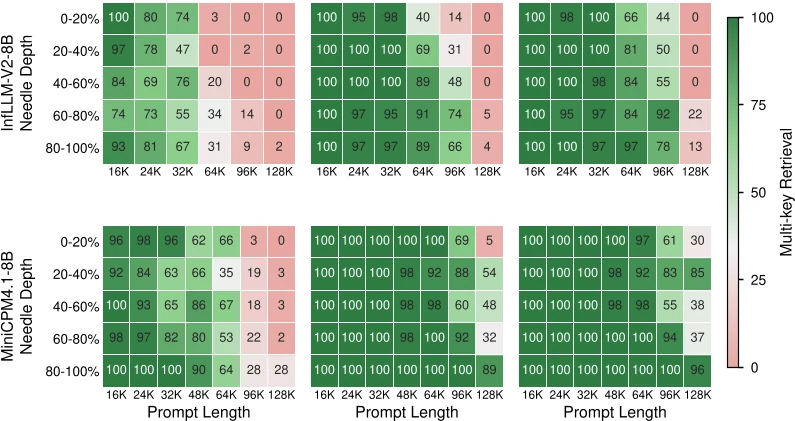 InfLLM-V2-8B
Needle Depth
0-20% 100 80 74 3 0 0 100 95 98 40 14 0 100 98 100 66 44 0
20-40% 97 78 47 0 2 0 100 100 100 69 31 0 100 100 100 81 50 0
40-60% 84 69 76 20 0 0 100 100 100 89 48 0 100 100 98 84 55 0
60-80% 74 73 55 34 14 0 100 97 95 91 74 5 100 95 97 84 92 22
80-100% 93 81 67 31 9 2 100 97 97 89 66 4 100 100 97 97 78 13
16K 24K 32K 64K 96K 128K 16K 24K 32K 64K 96K 128K 16K 24K 32K 64K 96K 128K
MiniCPM4.1-8B
Needle Depth
0-20% 96 98 96 62 66 3 0 100 100 100 100 100 69 5 100 100 100 100 97 61 30
20-40% 92 84 63 66 35 19 3 100 100 100 98 92 88 54 100 100 100 98 92 83 85
40-60% 100 93 65 86 67 18 3 100 100 100 98 98 60 48 100 100 100 98 98 55 38
60-80% 98 97 82 80 53 22 2 100 100 100 98 100 92 32 100 100 100 100 100 94 37
80-100% 100 100 100 90 64 28 28 100 100 100 100 100 100 89 100 100 100 100 100 100 96
16K 24K 32K 48K 64K 96K 128K 16K 24K 32K 48K 64K 96K 128K 16K 24K 32K 48K 64K 96K 128K
Prompt Length Prompt Length Prompt Length
100
75
50
25
0
Multi-key Retrieval